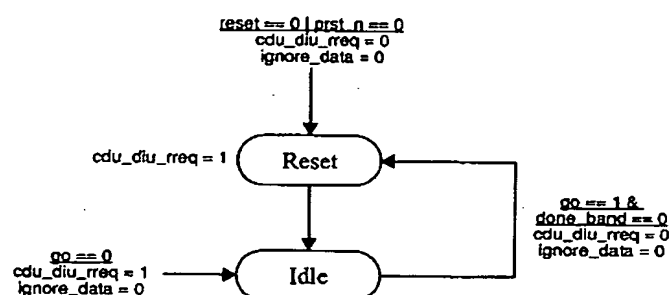 reset == 0 | prst_n == 0
cdu_diu_rreq = 0
ignore_data = 0
cdu_diu_rreq = 1
Reset
go == 1 &
done_band == 0
cdu_diu_rreq = 0
ignore_data = 0
go == 0
cdu_diu_rreq = 1
ignore_data = 0
Idle